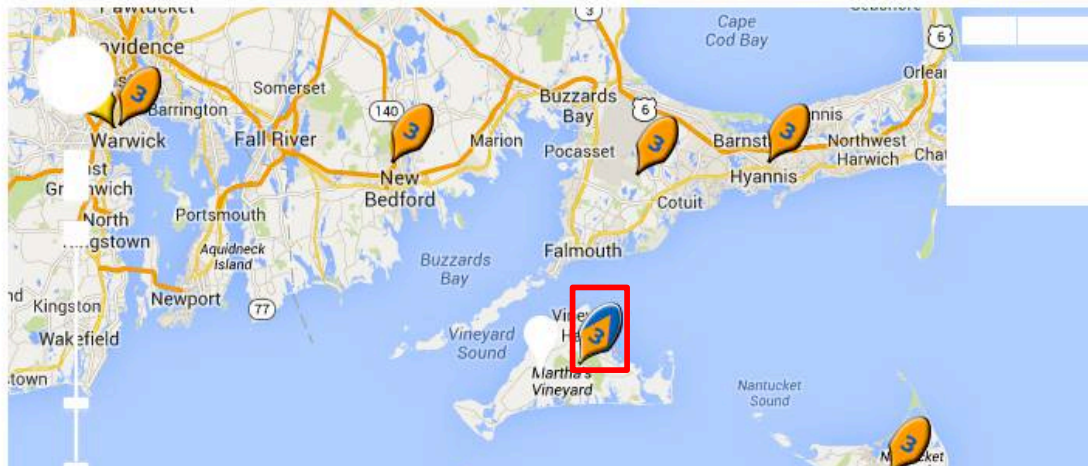 3
Cape
Cod Bay
6
Somerset
Barrington
3
140
3
Buzzards
Bay
6
3
3
Warwick
Fall River
Marion
Pocasset
Northwest
Harwich
Hyannis
New
Bedford
Cotuit
North
Portsmouth
Aquidneck
Island
Falmouth
Buzzards
Bay
Kingston
Newport
77
Vineyard
Sound
3
Wakefield
Martha's
Vineyard
Nantucket
Sound
3